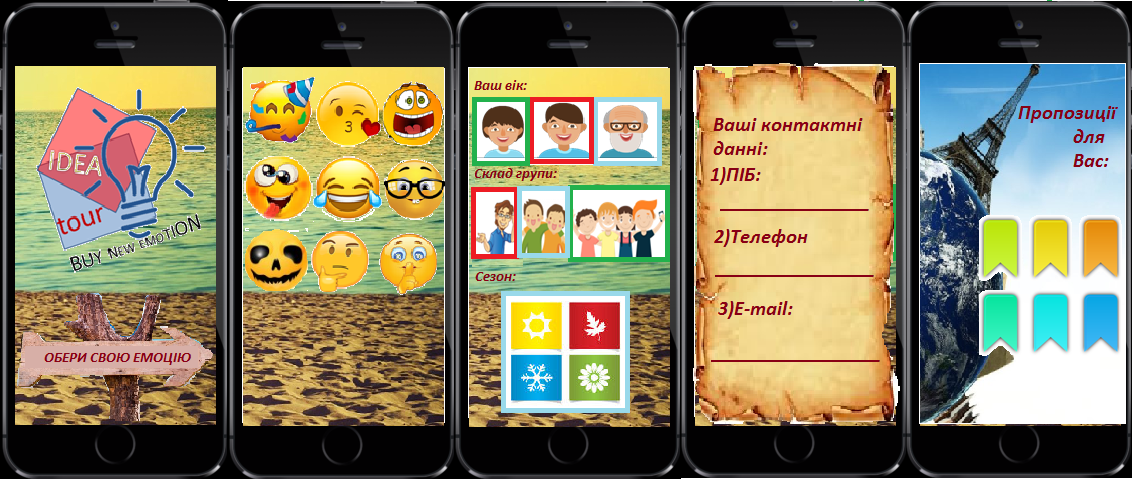 IDEA
tour
BUY NEW EMOTION
ОБЕРИ СВОЮ ЕМОЦІЮ
Ваш вік:
Склад групи:
Сезон:
Ваші контактні
данні:
1)ПІБ:
2)Телефон
3)E-mail:
Пропозиції
для
Вас: